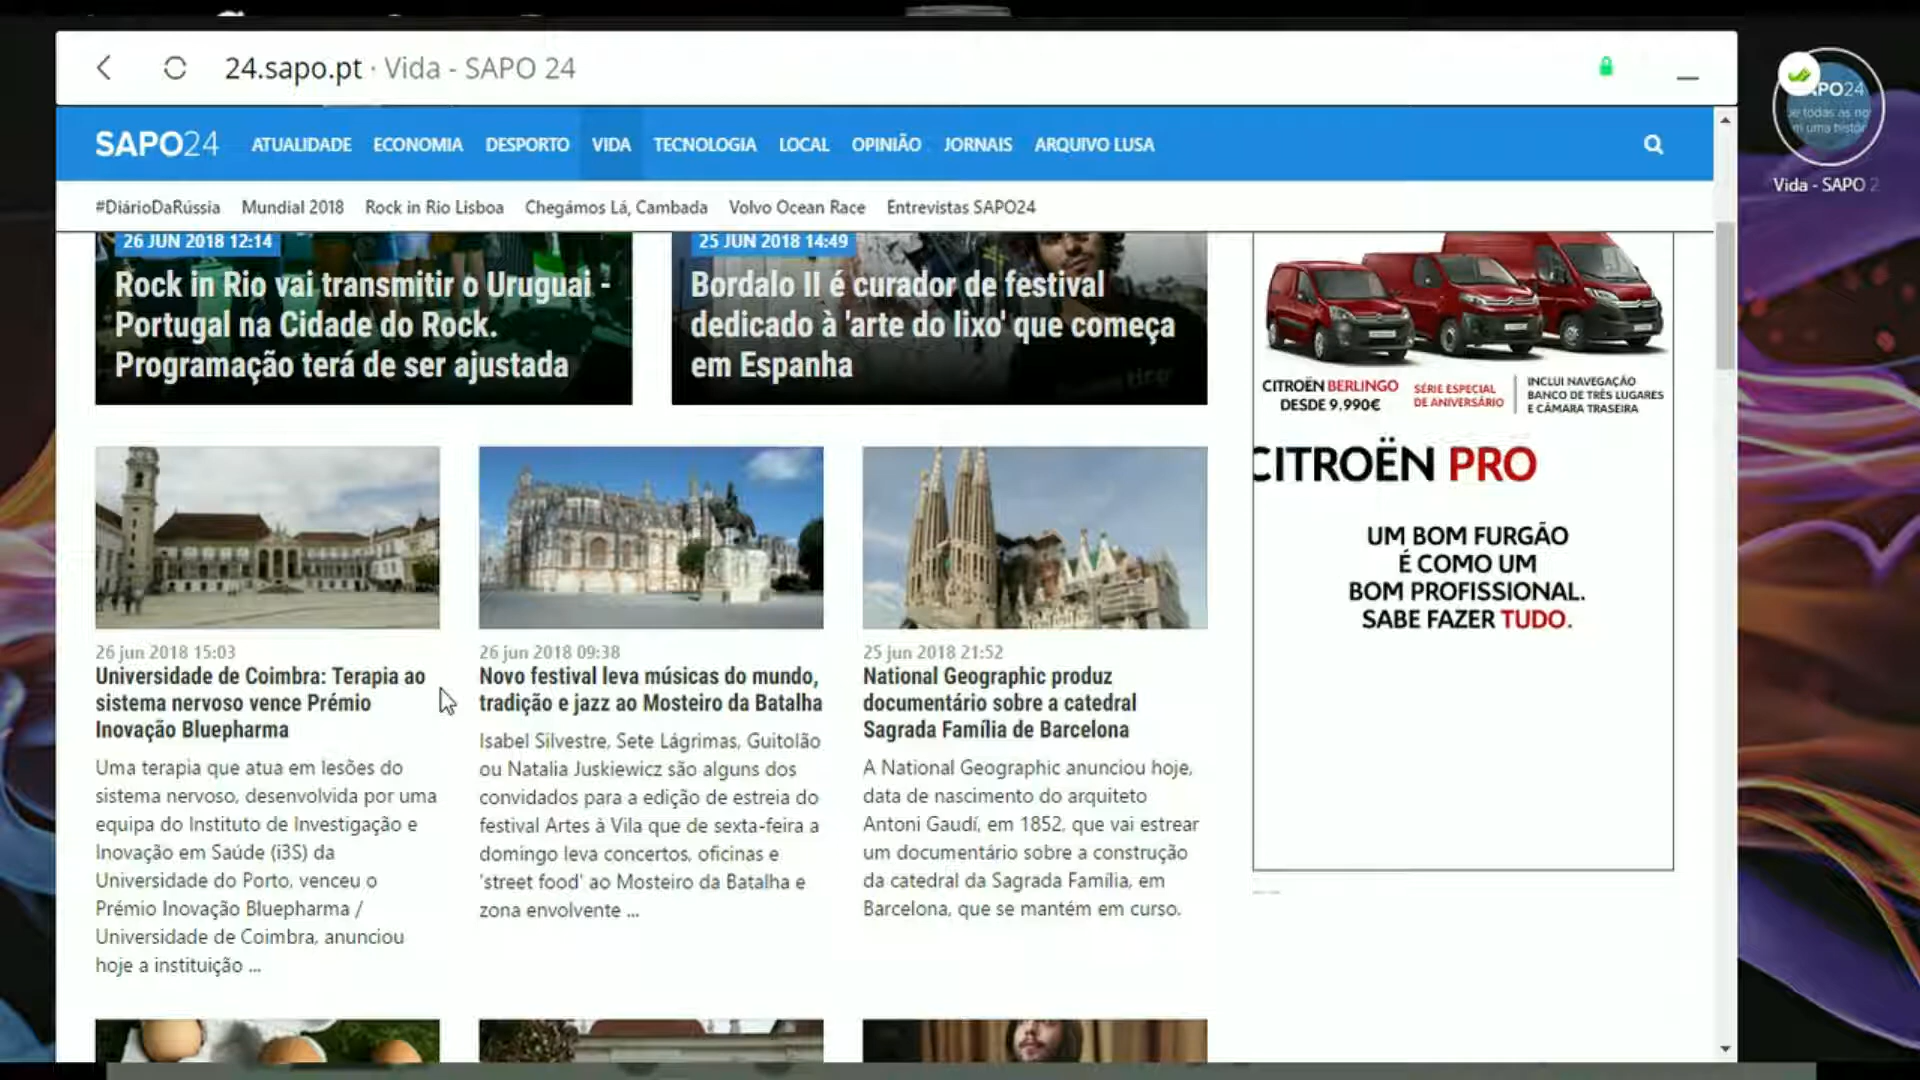 24.sapo.pt · Vida - SAPO 24
SAPO24
ATUALIDADE ECONOMIA DESPORTO VIDA TECNOLOGIA LOCAL OPINIÃO JORNAIS ARQUIVO LUSA
#DiárioDaRússia Mundial 2018 Rock in Rio Lisboa Chegámos Lá, Cambada Volvo Ocean Race Entrevistas SAPO24
26 JUN 2018 12:14
Rock in Rio vai transmitir o Uruguai -
Portugal na Cidade do Rock.
Programação terá de ser ajustada
25 JUN 2018 14:49
Bordalo II é curador de festival
dedicado à 'arte do lixo' que começa
em Espanha
26 jun 2018 15:03
Universidade de Coimbra: Terapia ao
sistema nervoso vence Prémio
Inovação Bluepharma
Uma terapia que atua em lesões do
sistema nervoso, desenvolvida por uma
equipa do Instituto de Investigação e
Inovação em Saúde (i3S) da
Universidade do Porto, venceu o
Prémio Inovação Bluepharma /
Universidade de Coimbra, anunciou
hoje a instituição ...
26 jun 2018 09:38
Novo festival leva músicas do mundo,
tradição e jazz ao Mosteiro da Batalha
Isabel Silvestre, Sete Lágrimas, Guitolão
ou Natalia Juskiewicz são alguns dos
convidados para a edição de estreia do
festival Artes à Vila que de sexta-feira a
domingo leva concertos, oficinas e
'street food' ao Mosteiro da Batalha e
zona envolvente ...
25 jun 2018 21:52
National Geographic produz
documentário sobre a catedral
Sagrada Família de Barcelona
A National Geographic anunciou hoje,
data de nascimento do arquiteto
Antoni Gaudí, em 1852, que vai estrear
um documentário sobre a construção
da catedral da Sagrada Família, em
Barcelona, que se mantém em curso.
CITROËN BERLINGO
DESDE 9.990€
SÉRIE ESPECIAL
DE ANIVERSÁRIO
INCLUI NAVEGAÇÃO
BANCO DE TRÊS LUGARES
E CÂMARA TRASEIRA
CITROËN PRO
UM BOM FURGÃO
É COMO UM
BOM PROFISSIONAL.
SABE FAZER TUDO.
APO24
todas as no
uma histór
Vida - SAPO 2